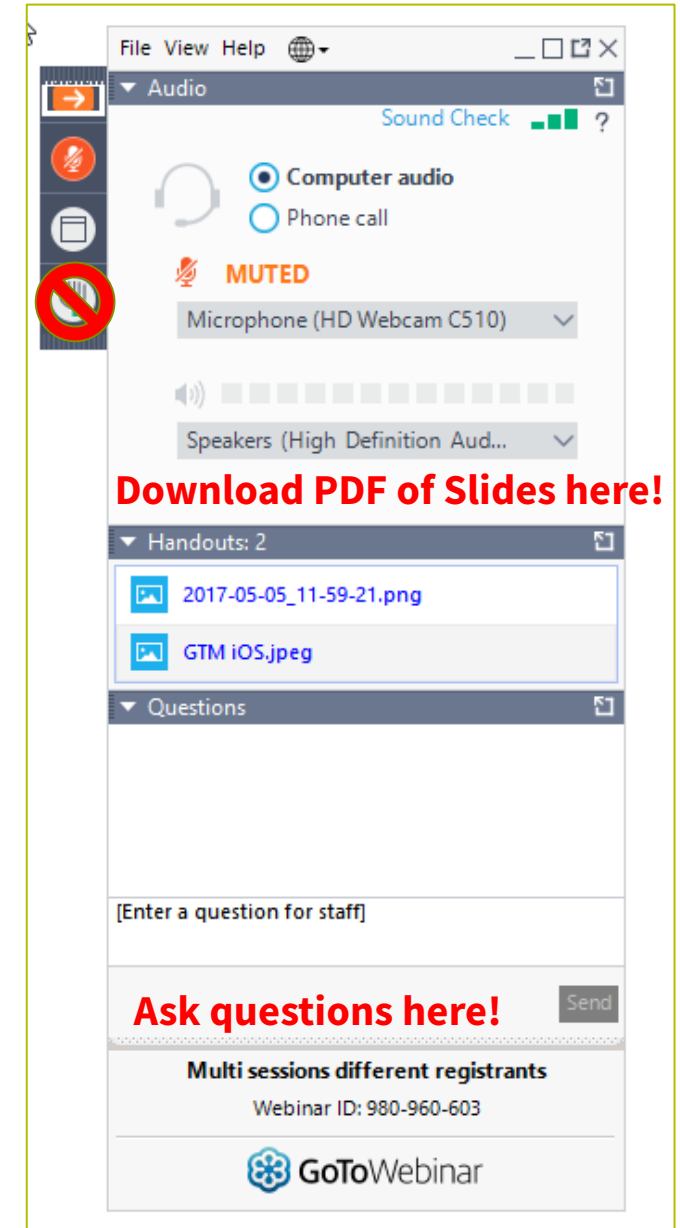 File View Help
Audio
Sound Check ?
Computer audio
Phone call
MUTED
Microphone (HD Webcam C510)
Speakers (High Definition Aud...
Download PDF of Slides here!
Handouts: 2
2017-05-05_11-59-21.png
GTM iOS.jpeg
Questions
[Enter a question for staff]
Ask questions here!
Send
Multi sessions different registrants
Webinar ID: 980-960-603
GoToWebinar